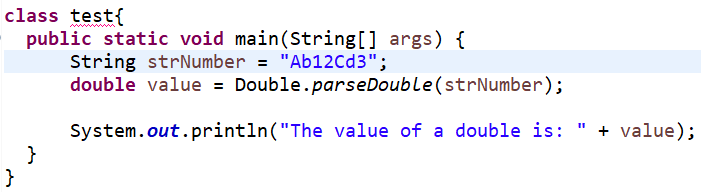 class test{
  public static void main(String[] args) {
      String strNumber = "Ab12Cd3";
      double value = Double.parseDouble(strNumber);

      System.out.println("The value of a double is: " + value);
  }
}